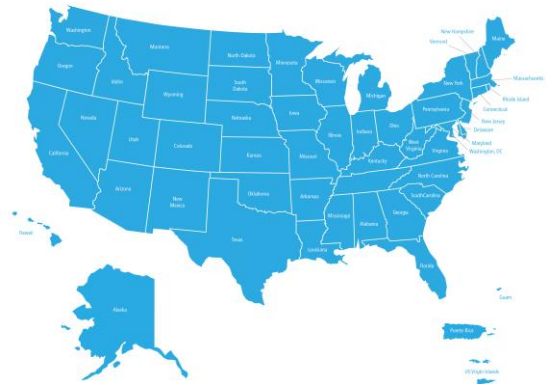 New Hampshire
Vermont
Washington
Montana
North Dakota
Minnesota
Maine
Oregon
Idaho
South
Dakota
Wisconsin
Michigan
New York
Massachusetts
Rhode Island
Connecticut
Wyoming
Nebraska
Iowa
Pennsylvania
New Jersey
Delaware
Nevada
Utah
Colorado
Illinois
Indiana
Ohio
West
Virginia
Virginia
Maryland
Washington, DC
California
Kansas
Missouri
Kentucky
North Carolina
Arizona
New
Mexico
Oklahoma
Arkansas
SouthCarolina
Mississippi
Alabama
Georgia
Texas
Louisiana
Florida
Hawaii
Alaska
Guam
Puerto Rico
US Virgin Islands